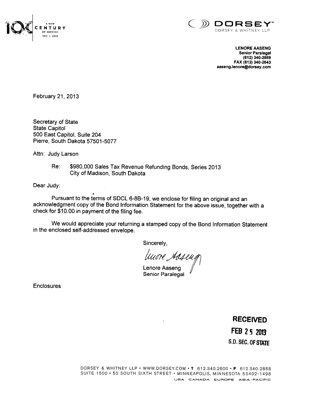 A NEW
CENTURY
OF SERVICE
DORSEY
DORSEY & WHITNEY LLP
LENORE AASENG
Senior Paralegal
(612) 340-2869
FAX (612) 340-2643
aaseng.lenore@dorsey.com
February 21, 2013
Secretary of State
State Capitol
500 East Capitol, Suite 204
Pierre, South Dakota 57501-5077
Attn: Judy Larson
Re: $980,000 Sales Tax Revenue Refunding Bonds, Series 2013
City of Madison, South Dakota
Dear Judy:
Pursuant to the terms of SDCL 6-8B-19, we enclose for filing an original and an
acknowledgment copy of the Bond Information Statement for the above issue, together with a
check for $10.00 in payment of the filing fee.
We would appreciate your returning a stamped copy of the Bond Information Statement
in the enclosed self-addressed envelope.
Sincerely,
Lenore Aaseng
Lenore Aaseng
Senior Paralegal
Enclosures
RECEIVED
FEB 25 2013
S.D. SEC. OF STATE
DORSEY & WHITNEY LLP • WWW.DORSEY.COM • T 612.340.2600 • F 612.340.2868
SUITE 1500 • 50 SOUTH SIXTH STREET • MINNEAPOLIS, MINNESOTA 55402-1498
USA CANADA EUROPE ASIA-PACIFIC